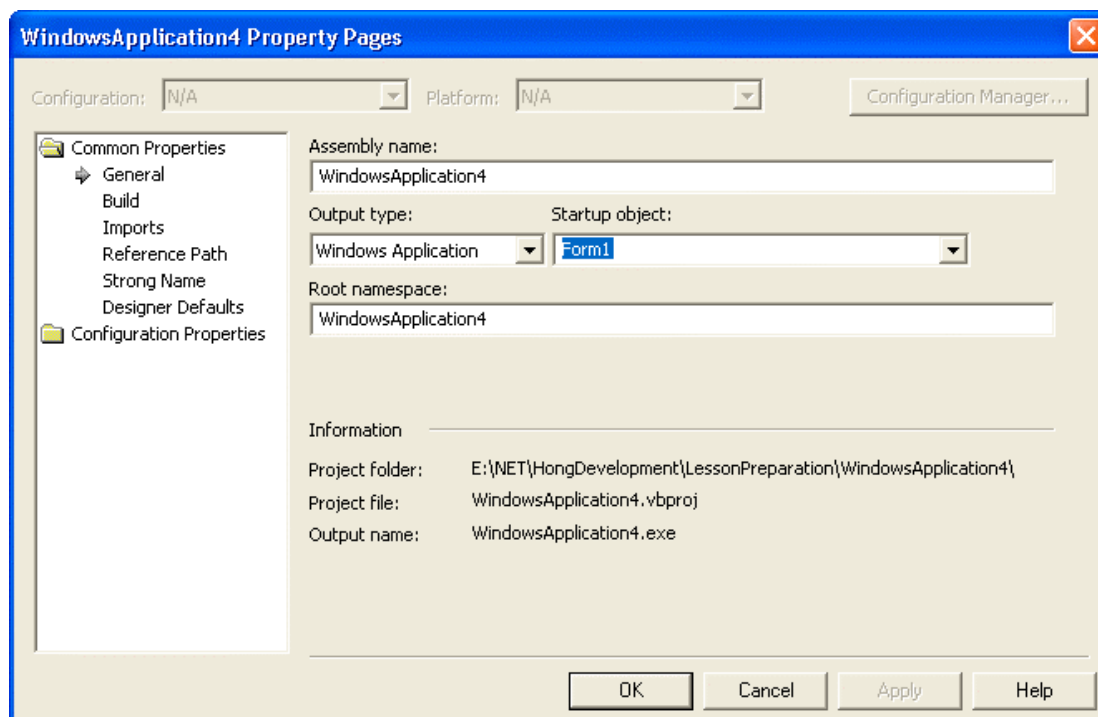 WindowsApplication4 Property Pages
Configuration: N/A Platform: N/A Configuration Manager...
Common Properties
General
Build
Imports
Reference Path
Strong Name
Designer Defaults
Configuration Properties
Assembly name:
WindowsApplication4
Output type: Startup object:
Windows Application Form1
Root namespace:
WindowsApplication4
Information
Project folder: E:\NET\HongDevelopment\LessonPreparation\WindowsApplication4\
Project file: WindowsApplication4.vbproj
Output name: WindowsApplication4.exe
OK Cancel Apply Help